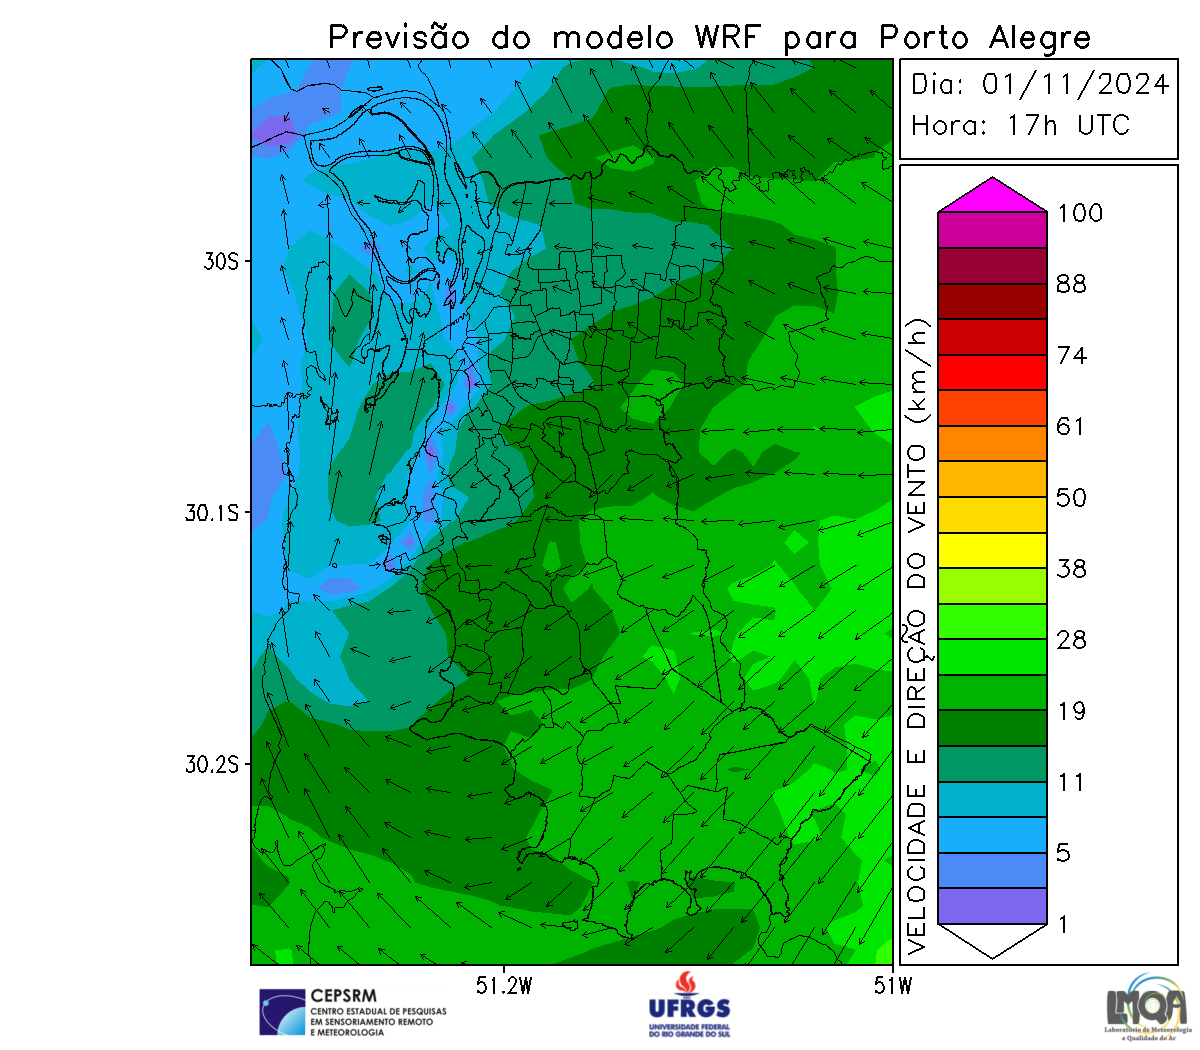 Previsão do modelo WRF para Porto Alegre
Dia: 01/11/2024
Hora: 17h UTC
30S
30.1S
30.2S
51.2W
51W
VELOCIDADE E DIREÇÃO DO VENTO (km/h)
100
88
74
61
50
38
28
19
11
5
1
CEPSRM
CENTRO ESTADUAL DE PESQUISAS
EM SENSORIAMENTO REMOTO
E METEOROLOGIA
UFRGS
UNIVERSIDADE FEDERAL
DO RIO GRANDE DO SUL
LMQA
Laboratório de Meteorologia
e Qualidade do Ar